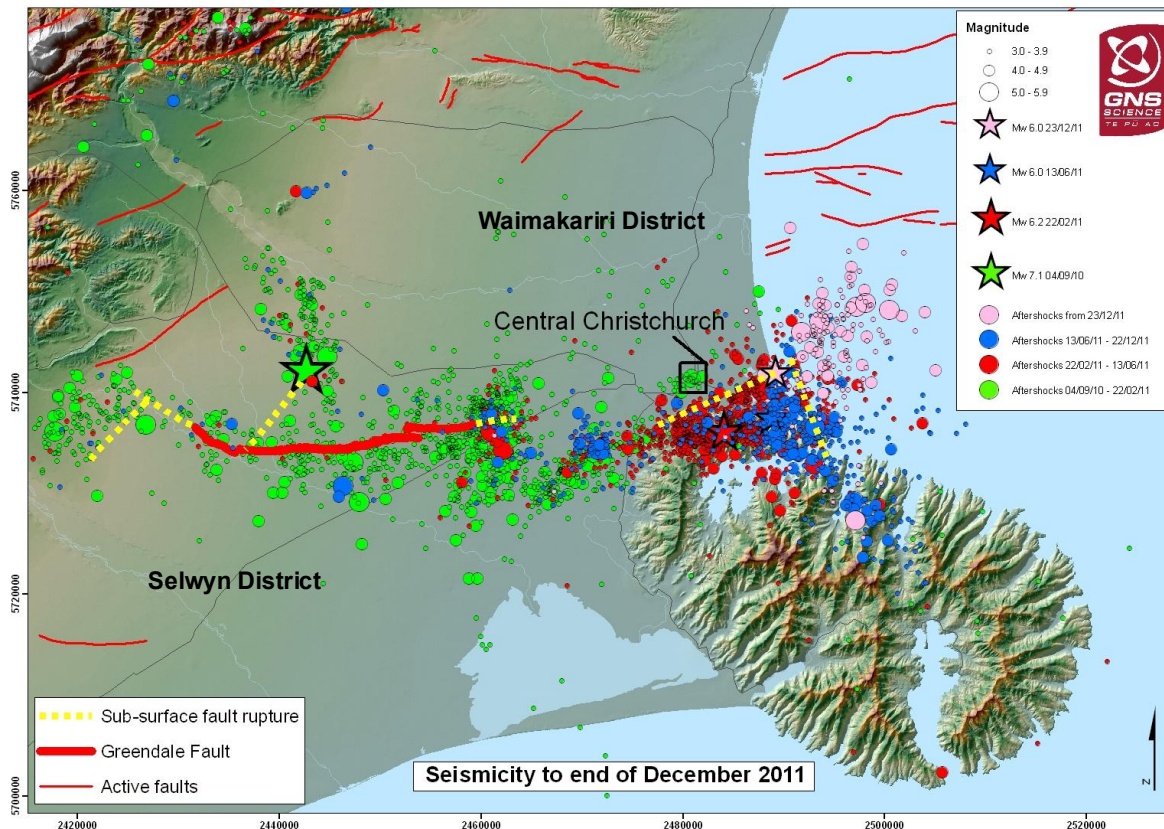 Magnitude
3.0 - 3.9
4.0 - 4.9
5.0 - 5.9
Mw 6.0 23/12/11
Mw 6.0 13/06/11
Mw 6.2 22/02/11
Mw 7.1 04/09/10
Aftershocks from 23/12/11
Aftershocks 13/06/11 - 22/12/11
Aftershocks 22/02/11 - 13/06/11
Aftershocks 04/09/10 - 22/02/11
GNS
SCIENCE
TE PŪ AO
Waimakariri District
Central Christchurch
Selwyn District
Sub-surface fault rupture
Greendale Fault
Active faults
Seismicity to end of December 2011
N
5760000
5740000
5720000
5700000
2420000
2440000
2460000
2480000
2500000
2520000